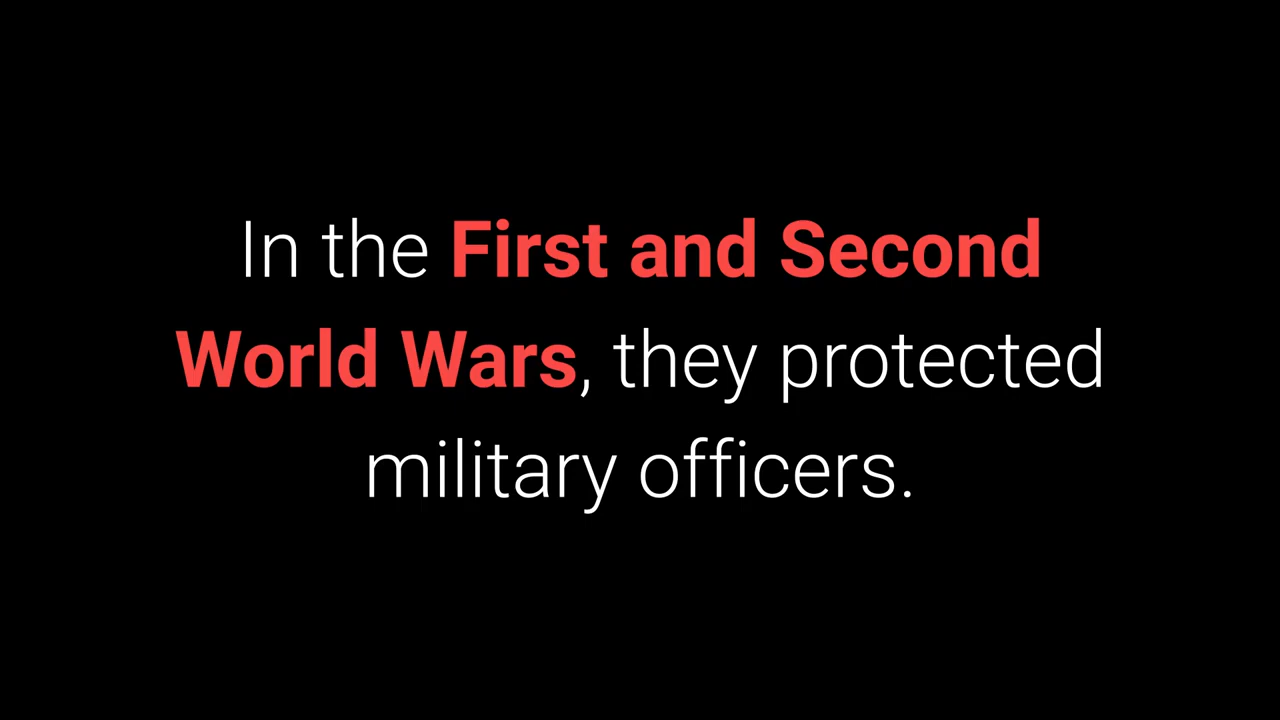 In the First and Second
World Wars, they protected
military officers.